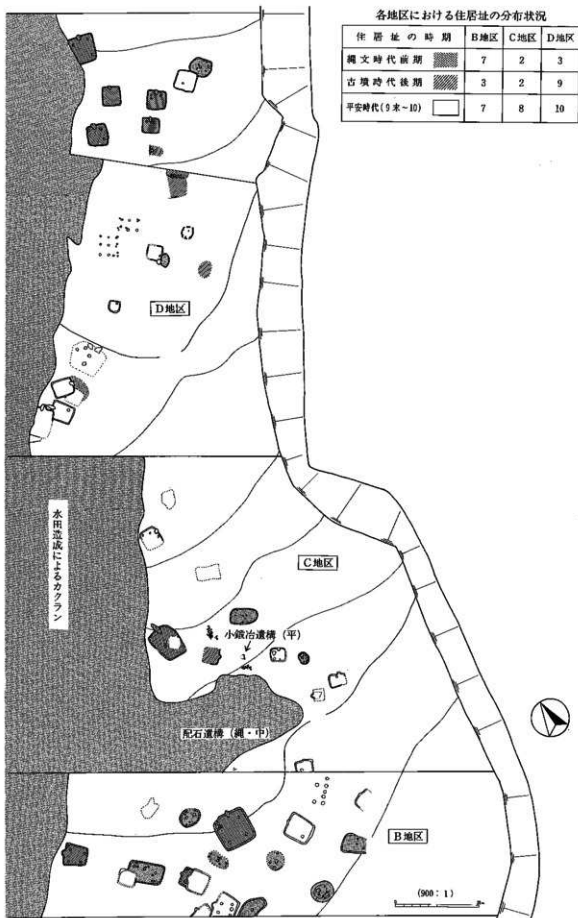 各地区における住居址の分布状況
住居址の時期 B地区 C地区 D地区
縄文時代前期 7 2 3
古墳時代後期 3 2 9
平安時代(9末~10) 7 8 10
D地区
水田造成によるカクラン
C地区
小鍛冶遺構(平)
配石遺構(縄・中)
B地区
(900:1)